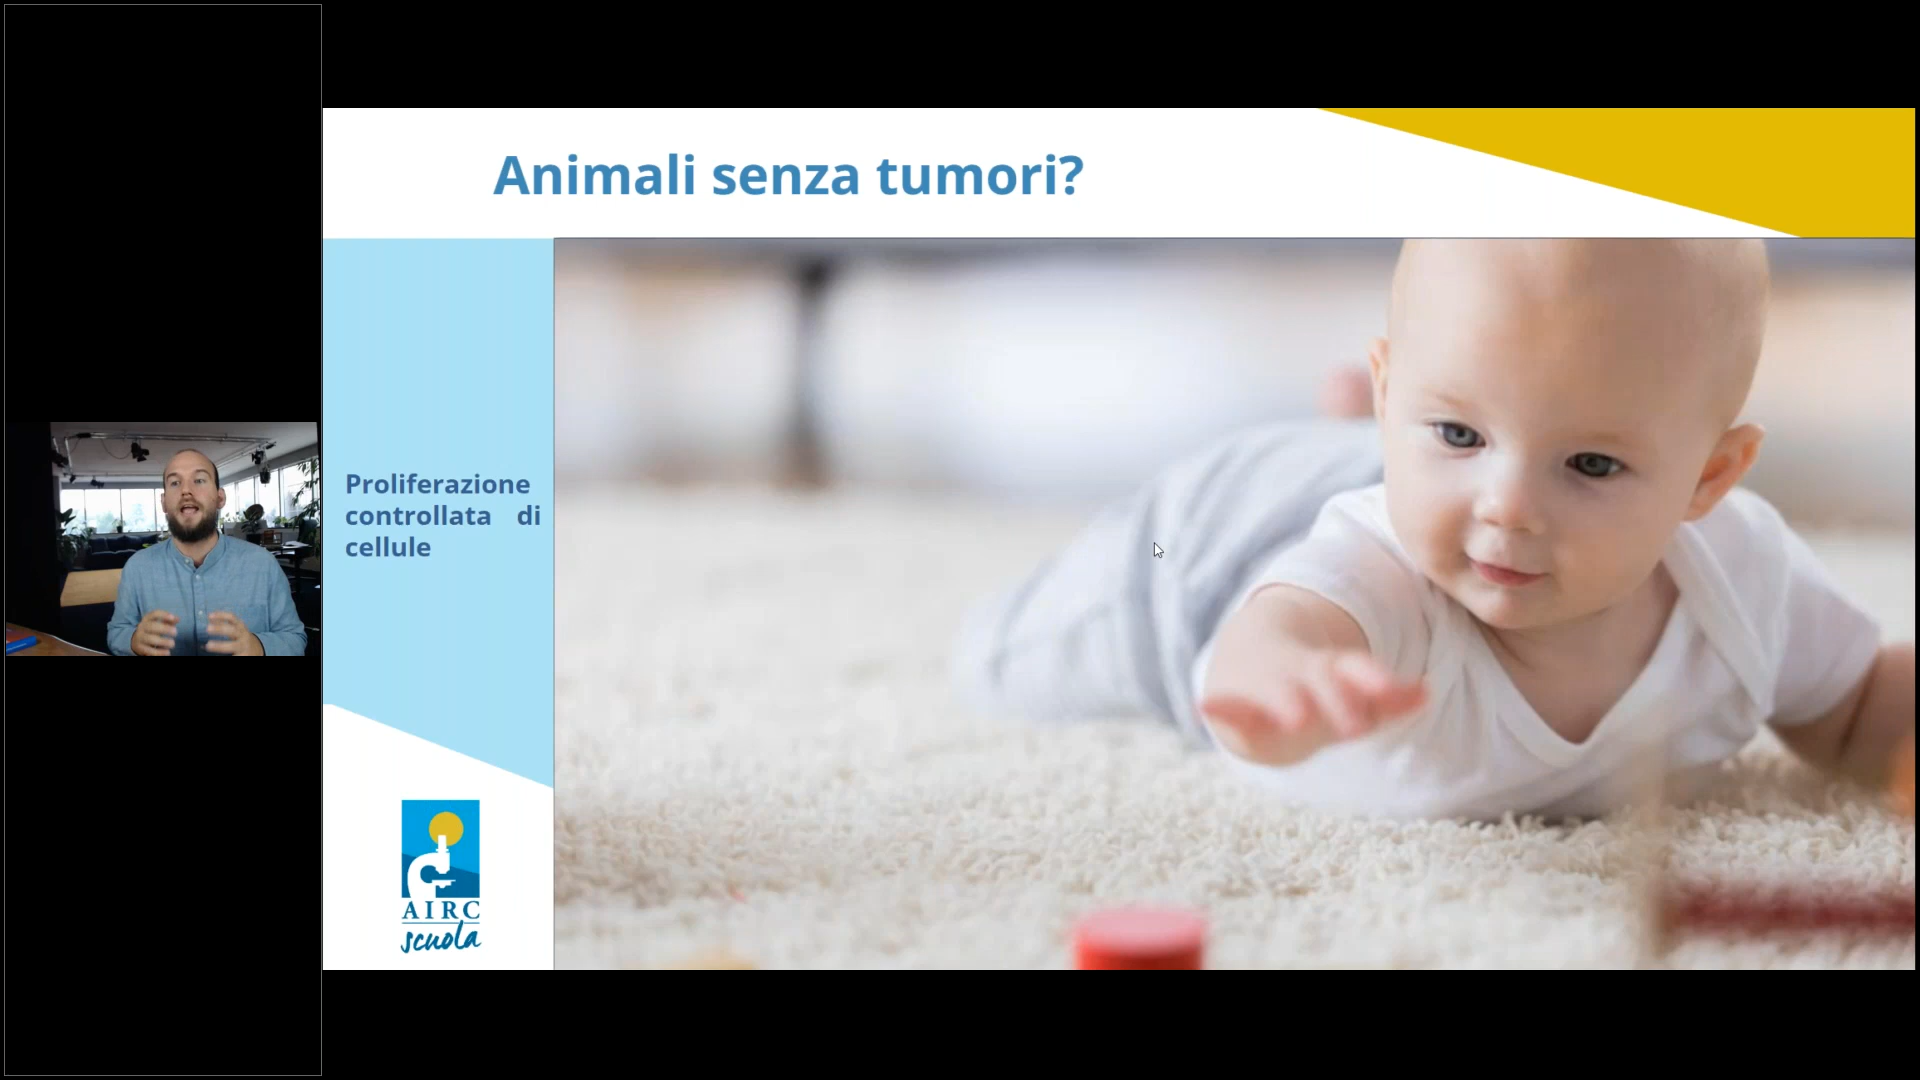 Animali senza tumori?
Proliferazione
controllata di
cellule
AIRC
scuola